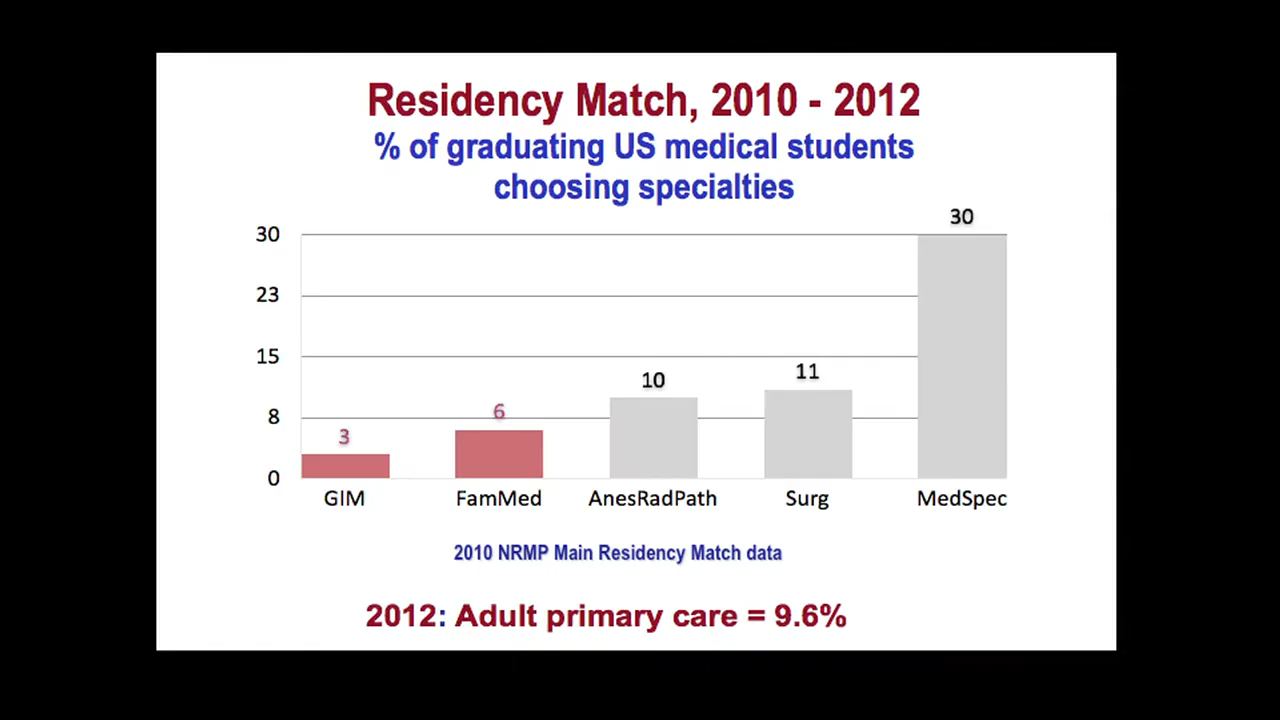 Residency Match, 2010 - 2012
% of graduating US medical students
choosing specialties
30
30
23
15
11
10
8
6
3
0
GIM FamMed AnesRadPath Surg MedSpec
2010 NRMP Main Residency Match data
2012: Adult primary care = 9.6%